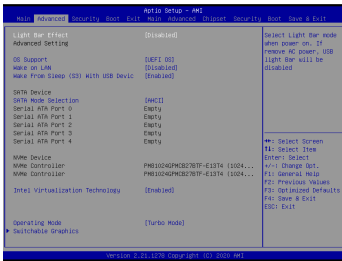 Aptio Setup - AMI
Main Advanced Security Boot Exit Main Advanced Chipset Security Boot Save & Exit
Light Bar Effect [Disabled]
Advanced Setting
OS Support [UEFI OS]
Wake on LAN [Disabled]
Wake From Sleep (S3) With USB Devic [Enabled]
SATA Device
SATA Mode Selection [AHCI]
Serial ATA Port 0 Empty
Serial ATA Port 1 Empty
Serial ATA Port 2 Empty
Serial ATA Port 3 Empty
Serial ATA Port 4 Empty
NVMe Device
NVMe Controller PM81024GPMCB27BTF-E13T4 (1024...
NVMe Controller PM81024GPMCB27BTF-E13T4 (1024...
Intel Virtualization Technology [Enabled]
Operating Mode [Turbo Mode]
Switchable Graphics
Select Light Bar mode
when power on. If
remove AC power, USB
light Bar will be
disabled
→←: Select Screen
↑↓: Select Item
Enter: Select
+/-: Change Opt.
F1: General Help
F2: Previous Values
F3: Optimized Defaults
F4: Save & Exit
ESC: Exit
Version 2.21.1278 Copyright (C) 2020 AMI